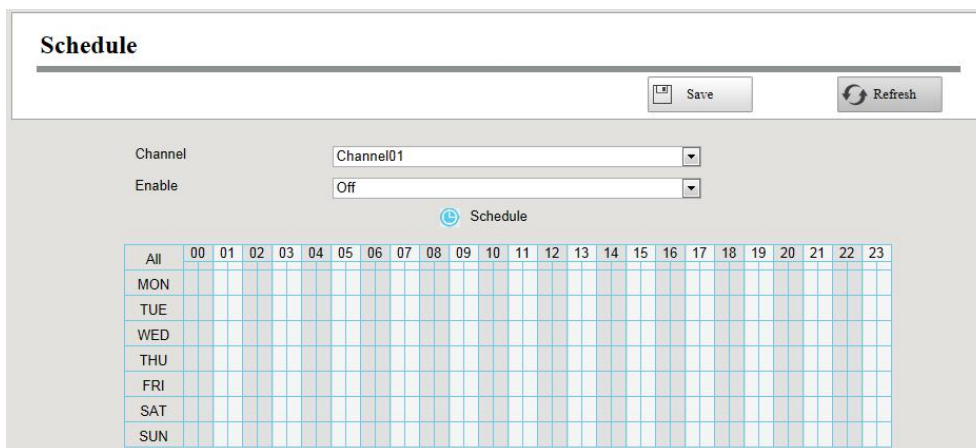 Schedule
Save Refresh
Channel Channel01
Enable Off
Schedule
All 00 01 02 03 04 05 06 07 08 09 10 11 12 13 14 15 16 17 18 19 20 21 22 23
MON
TUE
WED
THU
FRI
SAT
SUN